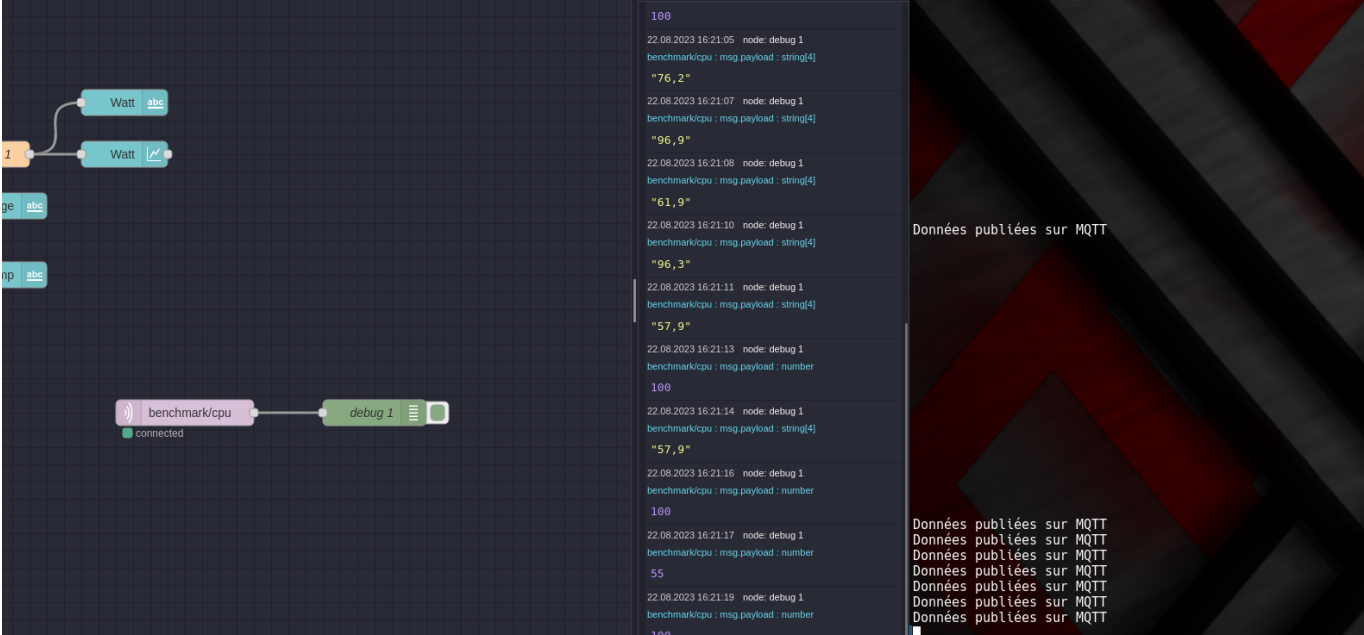 Watt abc
1 Watt
ge abc
mp abc
benchmark/cpu debug 1
connected
100
22.08.2023 16:21:05 node: debug 1
benchmark/cpu : msg.payload : string[4]
"76,2"
22.08.2023 16:21:07 node: debug 1
benchmark/cpu : msg.payload : string[4]
"96,9"
22.08.2023 16:21:08 node: debug 1
benchmark/cpu : msg.payload : string[4]
"61,9"
22.08.2023 16:21:10 node: debug 1
benchmark/cpu : msg.payload : string[4]
"96,3"
22.08.2023 16:21:11 node: debug 1
benchmark/cpu : msg.payload : string[4]
"57,9"
22.08.2023 16:21:13 node: debug 1
benchmark/cpu : msg.payload : number
100
22.08.2023 16:21:14 node: debug 1
benchmark/cpu : msg.payload : string[4]
"57,9"
22.08.2023 16:21:16 node: debug 1
benchmark/cpu : msg.payload : number
100
22.08.2023 16:21:17 node: debug 1
benchmark/cpu : msg.payload : number
55
22.08.2023 16:21:19 node: debug 1
benchmark/cpu : msg.payload : number
100
Données publiées sur MQTT
Données publiées sur MQTT
Données publiées sur MQTT
Données publiées sur MQTT
Données publiées sur MQTT
Données publiées sur MQTT
Données publiées sur MQTT
Données publiées sur MQTT